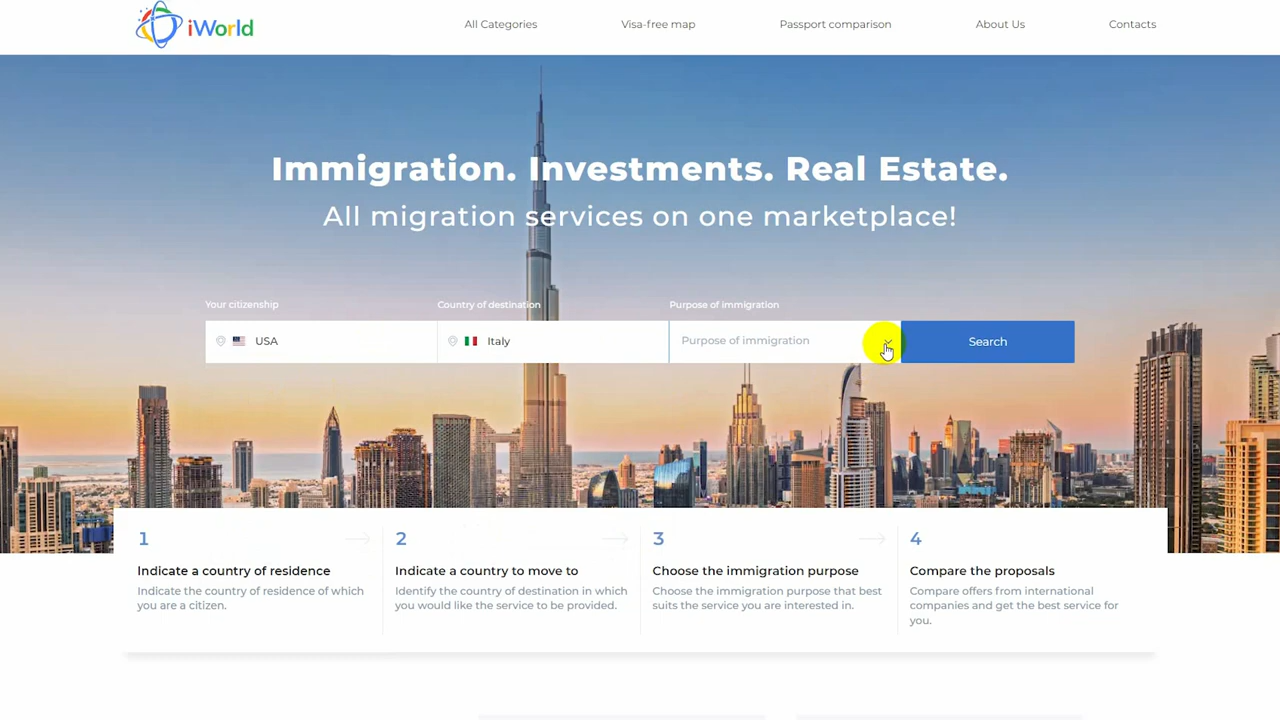 iWorld
All Categories
Visa-free map
Passport comparison
About Us
Contacts
Immigration. Investments. Real Estate.
All migration services on one marketplace!
Your citizenship
Country of destination
Purpose of immigration
USA
Italy
Purpose of immigration
Search
1
Indicate a country of residence
Indicate the country of residence of which
you are a citizen.
2
Indicate a country to move to
Identify the country of destination in which
you would like the service to be provided.
3
Choose the immigration purpose
Choose the immigration purpose that best
suits the service you are interested in.
4
Compare the proposals
Compare offers from international
companies and get the best service for
you.